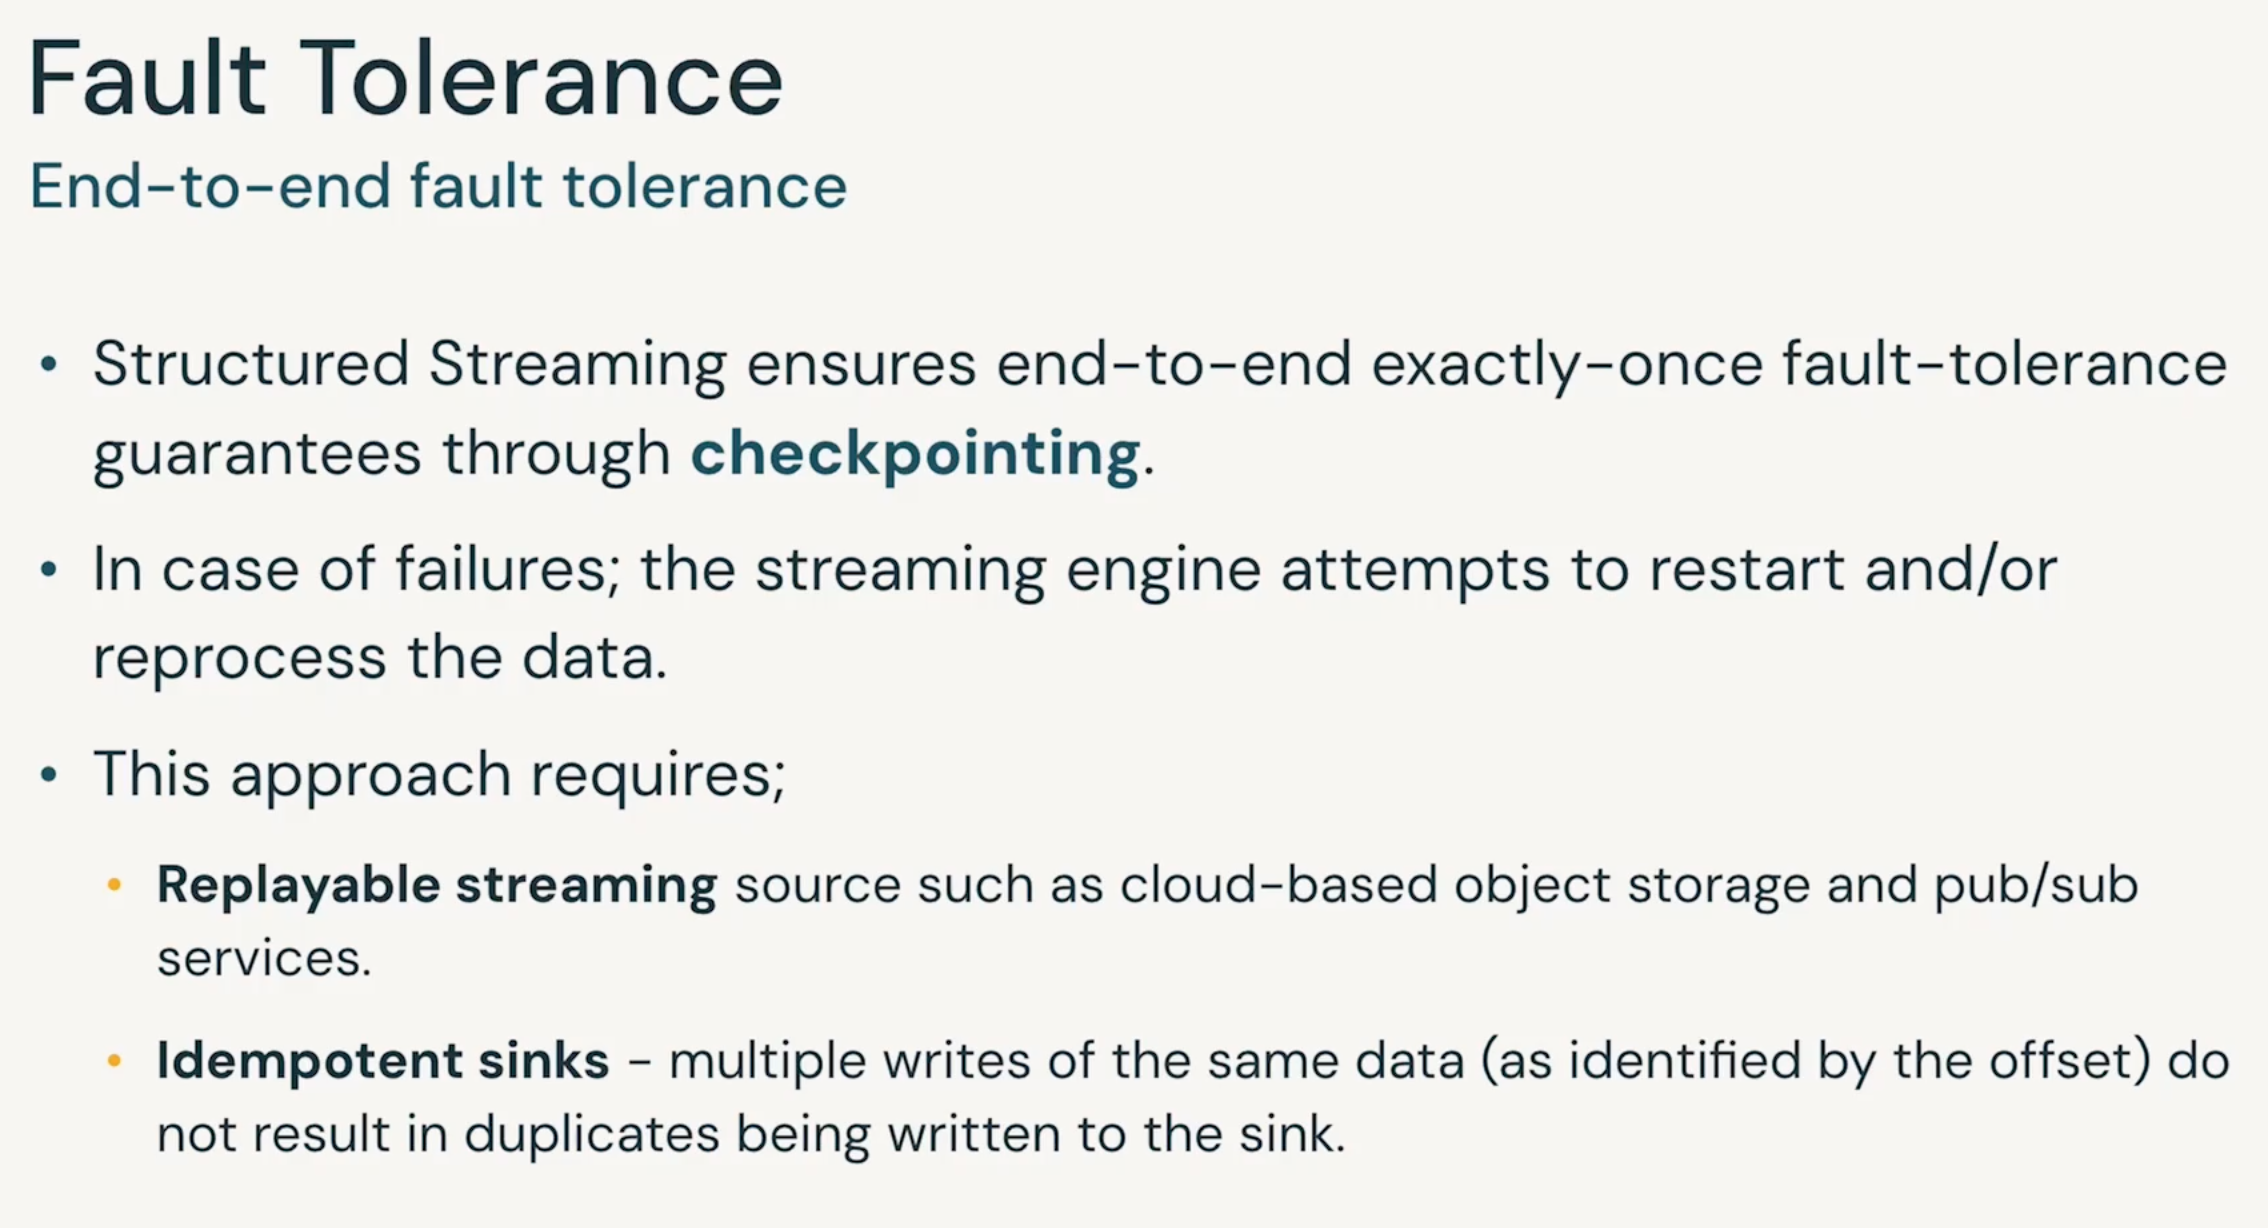 Fault Tolerance
End-to-end fault tolerance
• Structured Streaming ensures end-to-end exactly-once fault-tolerance
guarantees through checkpointing.
• In case of failures; the streaming engine attempts to restart and/or
reprocess the data.
• This approach requires;
• Replayable streaming source such as cloud-based object storage and pub/sub
services.
• Idempotent sinks – multiple writes of the same data (as identified by the offset) do
not result in duplicates being written to the sink.